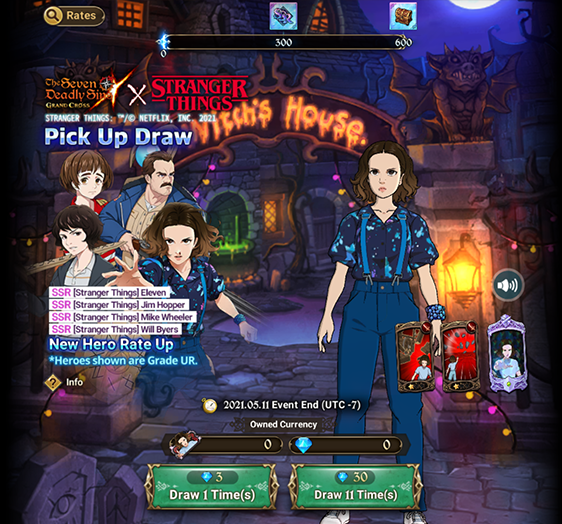 Rates
0
300
600
The Seven
Deadly Sins
GRAND CROSS
X
STRANGER
THINGS
STRANGER THINGS: ™/© NETFLIX, INC. 2021
Pick Up Draw
Witch's House.
SSR [Stranger Things] Eleven
SSR [Stranger Things] Jim Hopper
SSR [Stranger Things] Mike Wheeler
SSR [Stranger Things] Will Byers
New Hero Rate Up
*Heroes shown are Grade UR.
Info
2021.05.11 Event End (UTC -7)
Owned Currency
0
0
3
Draw 1 Time(s)
30
Draw 11 Time(s)